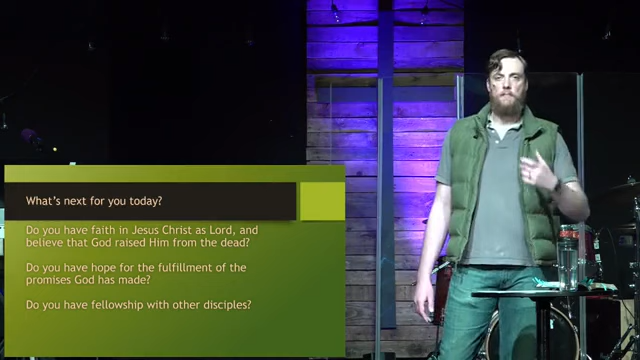 What's next for you today?
Do you have faith in Jesus Christ as Lord, and
believe that God raised Him from the dead?
Do you have hope for the fulfillment of the
promises God has made?
Do you have fellowship with other disciples?